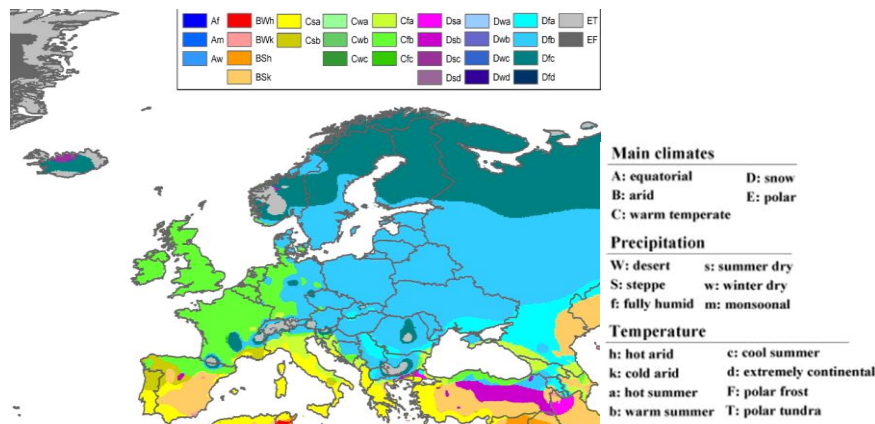 Af BWh Csa Cwa Cfa Dsa Dwa Dfa ET
Am BWk Csb Cwb Cfb Dsb Dwb Dfb EF
Aw BSh Cwc Cfc Dsc Dwc Dfc
BSk Dsd Dwd Dfd
Main climates
A: equatorial D: snow
B: arid E: polar
C: warm temperate
Precipitation
W: desert s: summer dry
S: steppe w: winter dry
f: fully humid m: monsoonal
Temperature
h: hot arid c: cool summer
k: cold arid d: extremely continental
a: hot summer F: polar frost
b: warm summer T: polar tundra